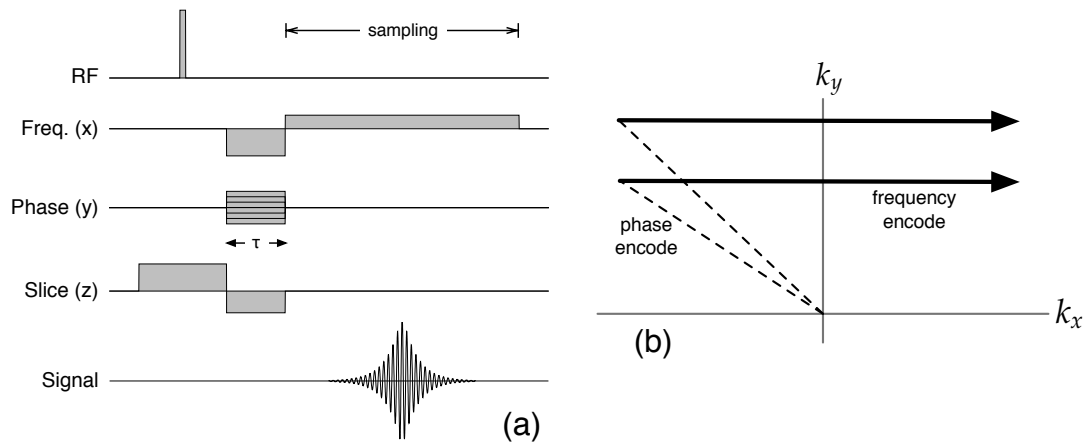 sampling
RF
Freq. (x)
Phase (y)
τ
Slice (z)
Signal
(a)
k_y
phase
encode
frequency
encode
k_x
(b)